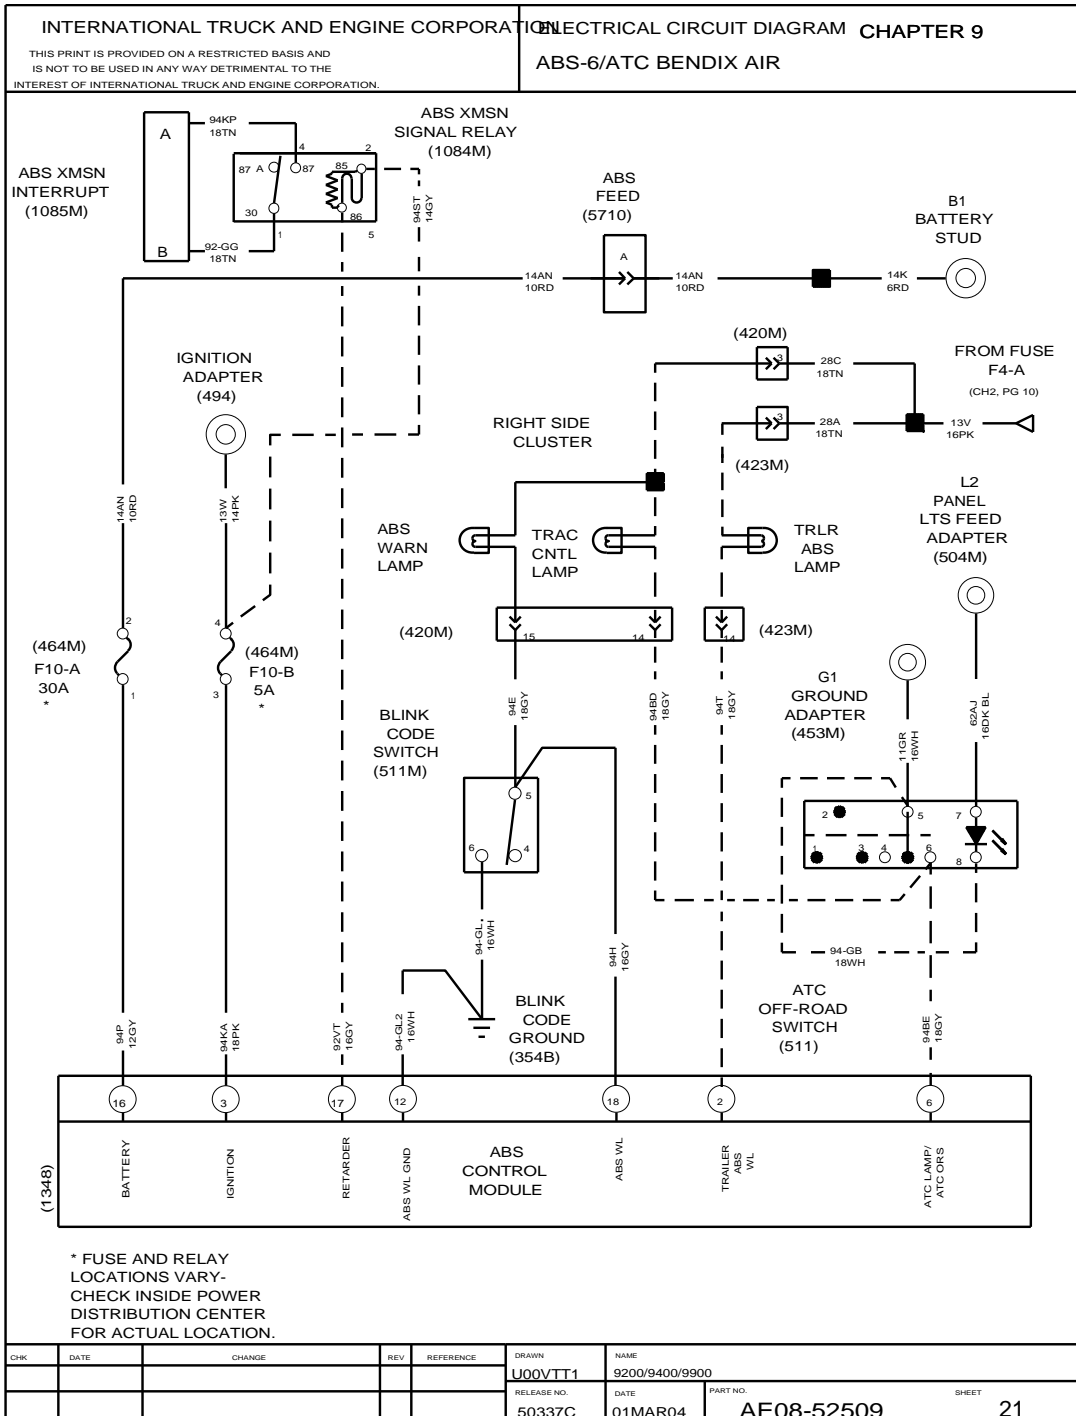 INTERNATIONAL TRUCK AND ENGINE CORPORATION
THIS PRINT IS PROVIDED ON A RESTRICTED BASIS AND
IS NOT TO BE USED IN ANY WAY DETRIMENTAL TO THE
INTEREST OF INTERNATIONAL TRUCK AND ENGINE CORPORATION.
ELECTRICAL CIRCUIT DIAGRAM CHAPTER 9
ABS-6/ATC BENDIX AIR
ABS XMSN
INTERRUPT
(1085M)
A
B
94KP
18TN
92-GG
18TN
ABS XMSN
SIGNAL RELAY
(1084M)
4
2
87 A
87
85
30
86
1
5
94ST
14GY
ABS
FEED
(5710)
A
14AN
10RD
14AN
10RD
B1
BATTERY
STUD
14K
6RD
(420M)
3
28C
18TN
FROM FUSE
F4-A
(CH2, PG 10)
3
28A
18TN
13V
16PK
(423M)
IGNITION
ADAPTER
(494)
RIGHT SIDE
CLUSTER
14AN
10RD
13W
14PK
ABS
WARN
LAMP
TRAC
CNTL
LAMP
TRLR
ABS
LAMP
L2
PANEL
LTS FEED
ADAPTER
(504M)
(464M)
F10-A
30A
*
2
1
4
3
(464M)
F10-B
5A
*
(420M)
15
14
14
(423M)
94E
18GY
94BD
18GY
94T
18GY
G1
GROUND
ADAPTER
(453M)
11GR
16WH
62AJ
16DK BL
BLINK
CODE
SWITCH
(511M)
5
6
4
2
5
7
1
3
4
6
8
94-GL.
16WH
94H
16GY
94-GB
18WH
ATC
OFF-ROAD
SWITCH
(511)
94BE
18GY
BLINK
CODE
GROUND
(354B)
94P
12GY
94KA
18PK
92VT
16GY
94-GL2
16WH
16
3
17
12
18
2
6
(1348)
BATTERY
IGNITION
RETARDER
ABS WL GND
ABS
CONTROL
MODULE
ABS WL
TRAILER
ABS
WL
ATC LAMP/
ATC ORS
* FUSE AND RELAY
LOCATIONS VARY-
CHECK INSIDE POWER
DISTRIBUTION CENTER
FOR ACTUAL LOCATION.
CHK
DATE
CHANGE
REV
REFERENCE
DRAWN
U00VTT1
NAME
9200/9400/9900
RELEASE NO.
50337C
DATE
01MAR04
PART NO.
AE08-52509
SHEET
21